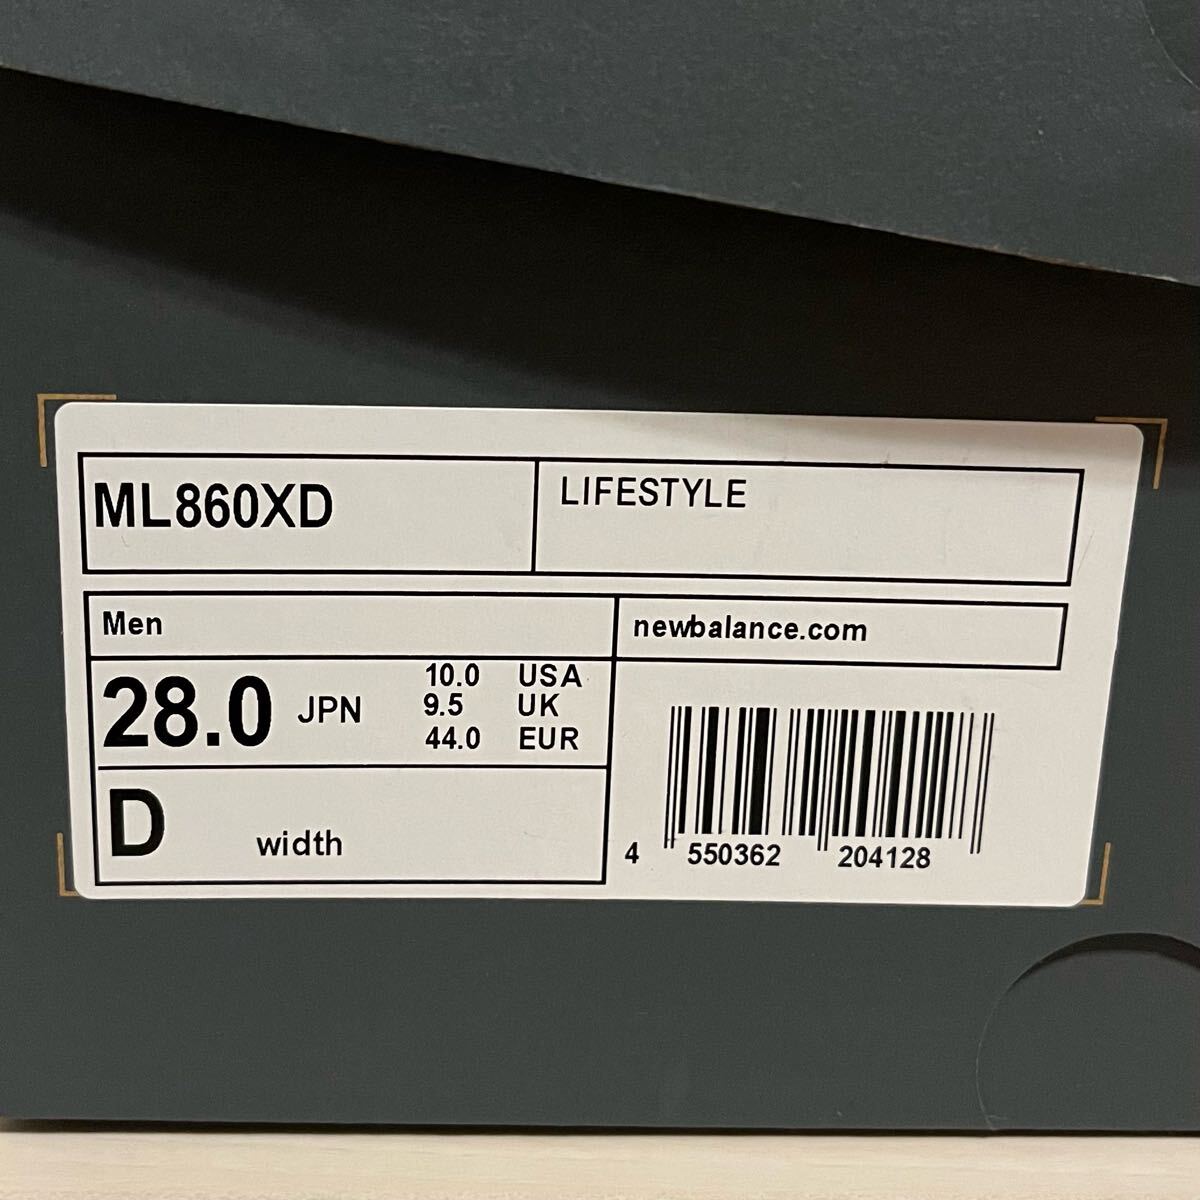 ML860XD
LIFESTYLE
Men
newbalance.com
28.0 JPN
10.0 USA
9.5 UK
44.0 EUR
D width
4 550362 204128